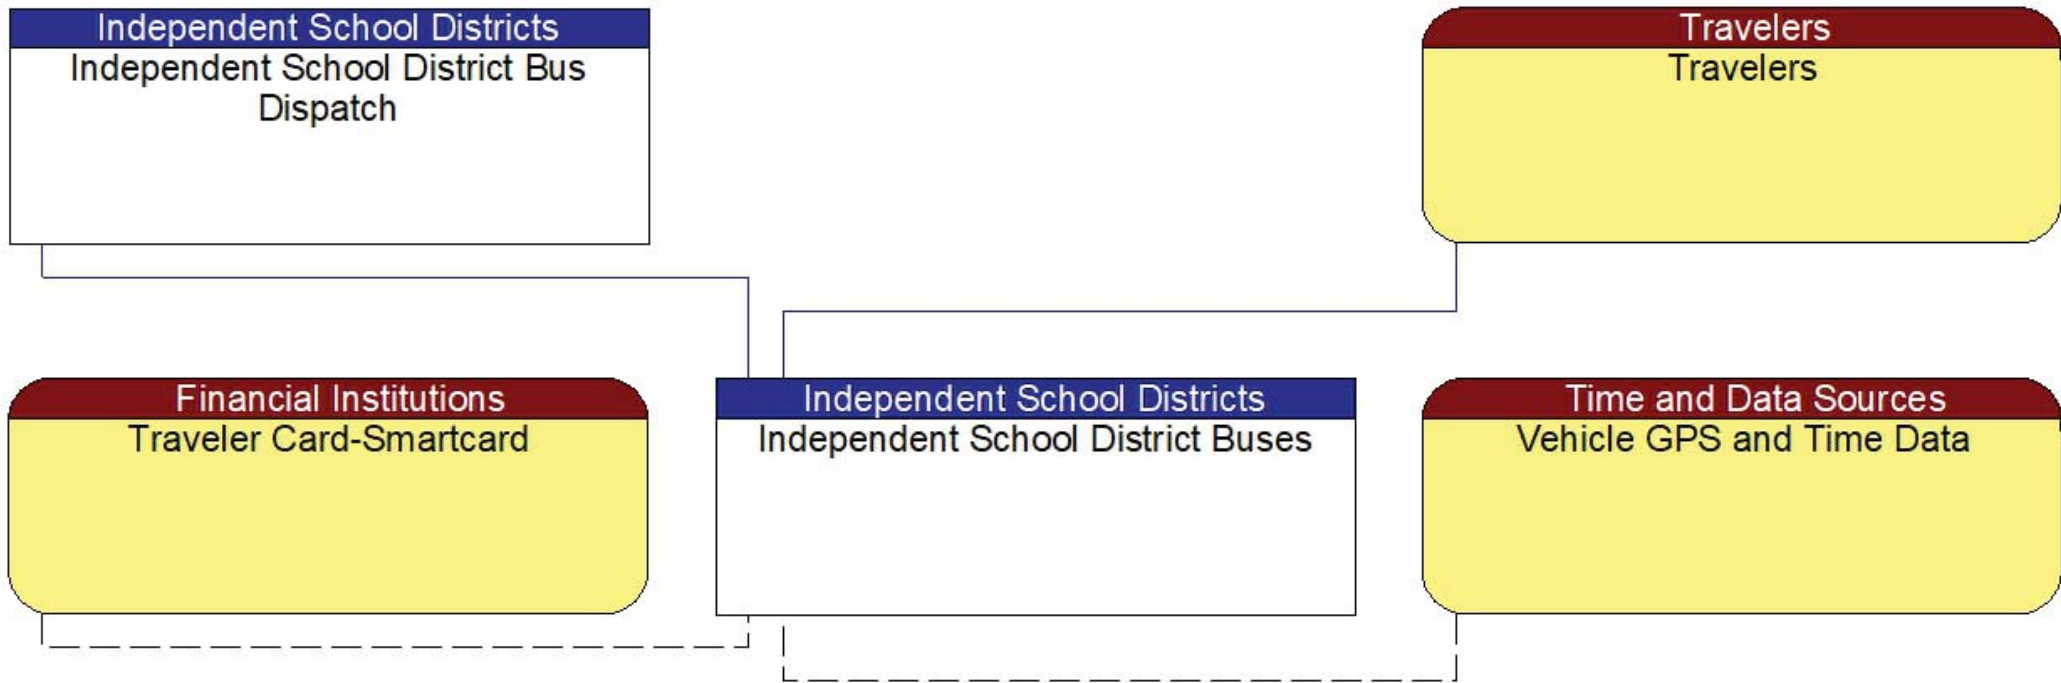 Independent School Districts
Independent School District Bus
Dispatch
Travelers
Travelers
Financial Institutions
Traveler Card-Smartcard
Independent School Districts
Independent School District Buses
Time and Data Sources
Vehicle GPS and Time Data